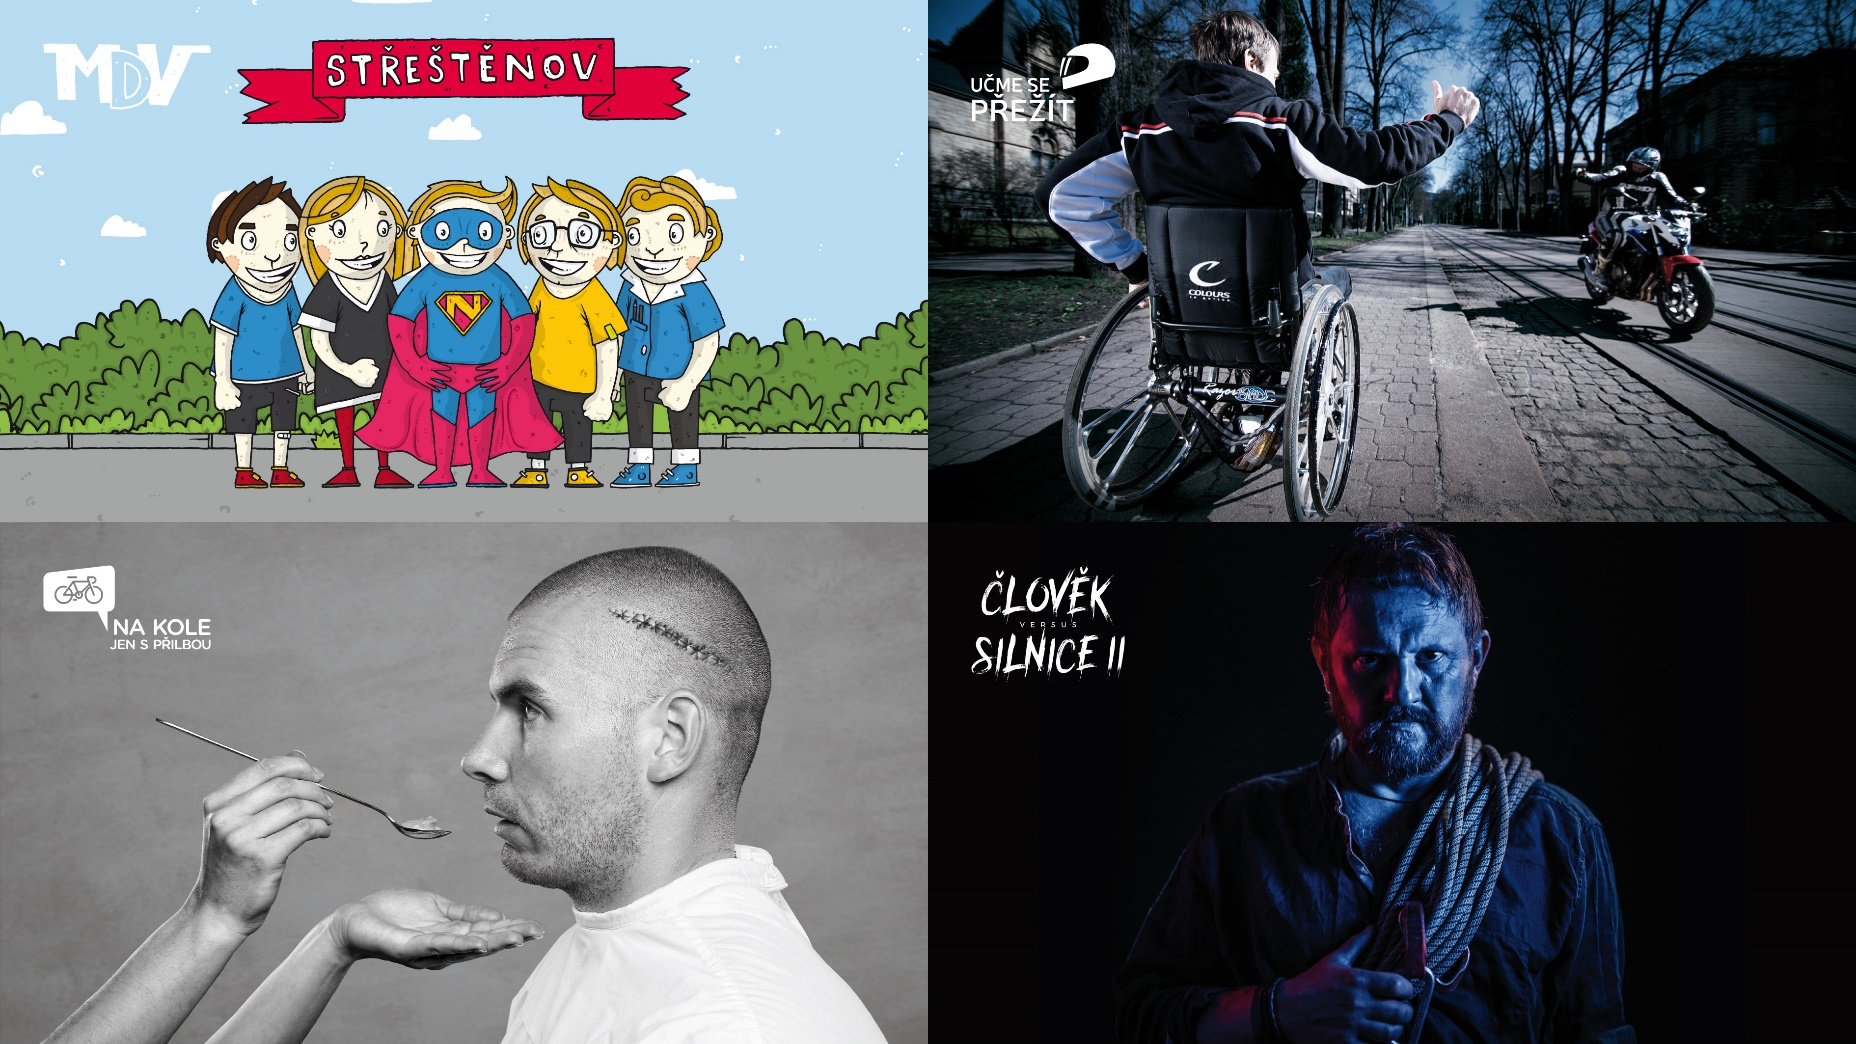 MDV
STŘEŠTĚNOV
N
UČME SE
PŘEŽÍT
COLOURS
NA KOLE
JEN S PŘILBOU
ČLOVĚK
VERSUS
SILNICE II